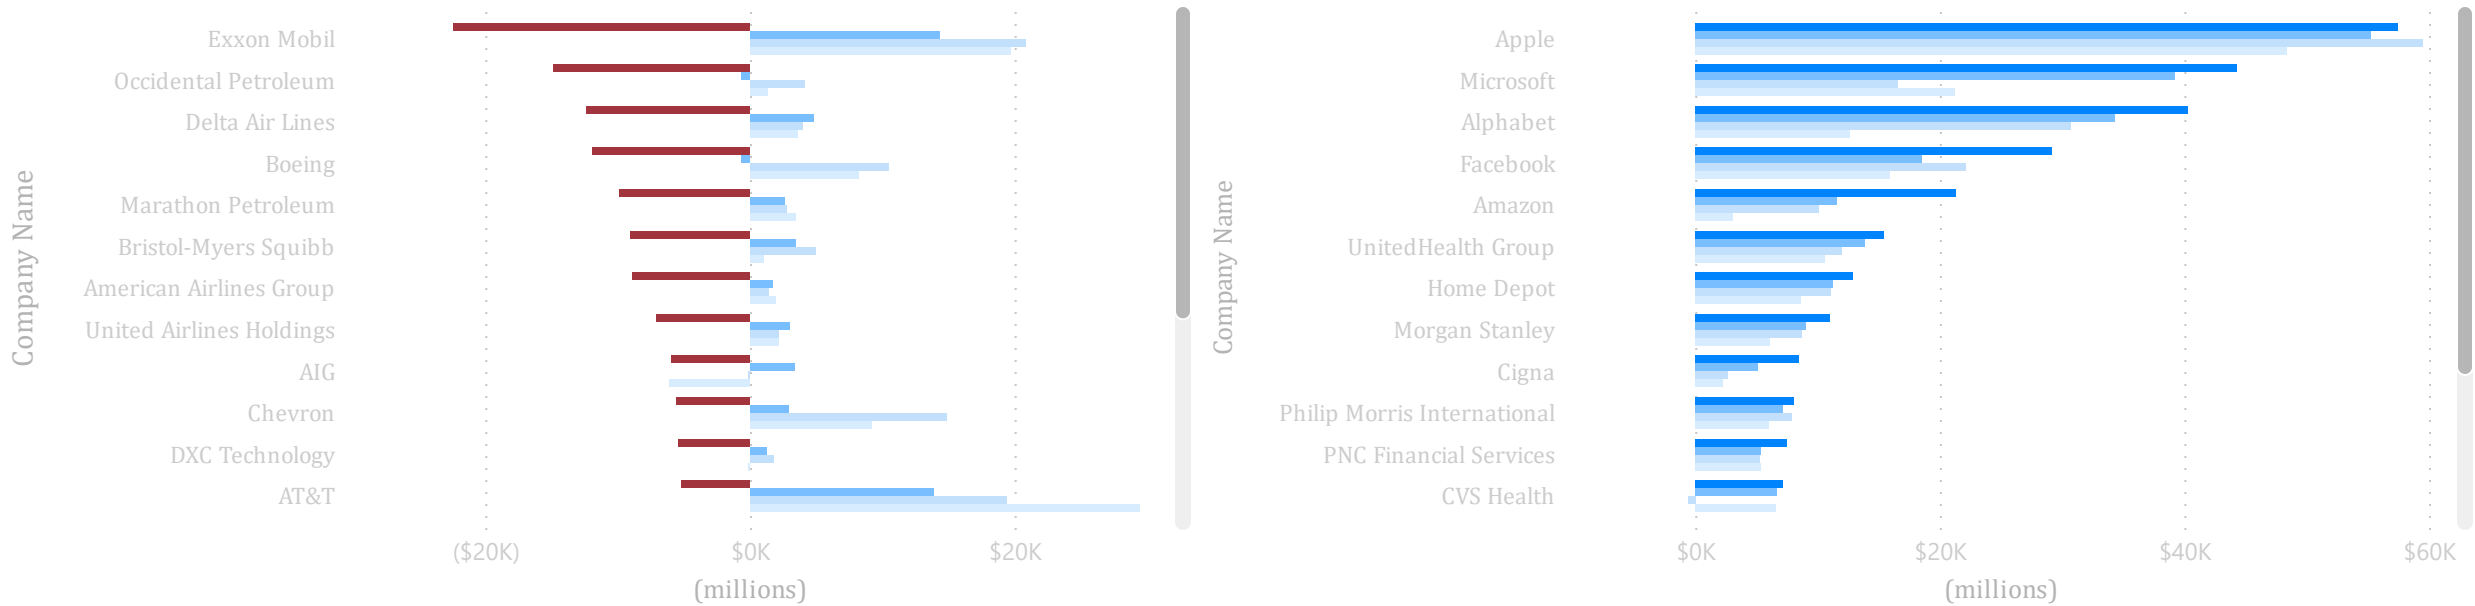 Company Name
Exxon Mobil
Occidental Petroleum
Delta Air Lines
Boeing
Marathon Petroleum
Bristol-Myers Squibb
American Airlines Group
United Airlines Holdings
AIG
Chevron
DXC Technology
AT&T
($20K)
$0K
$20K
(millions)
Company Name
Apple
Microsoft
Alphabet
Facebook
Amazon
UnitedHealth Group
Home Depot
Morgan Stanley
Cigna
Philip Morris International
PNC Financial Services
CVS Health
$0K
$20K
$40K
$60K
(millions)